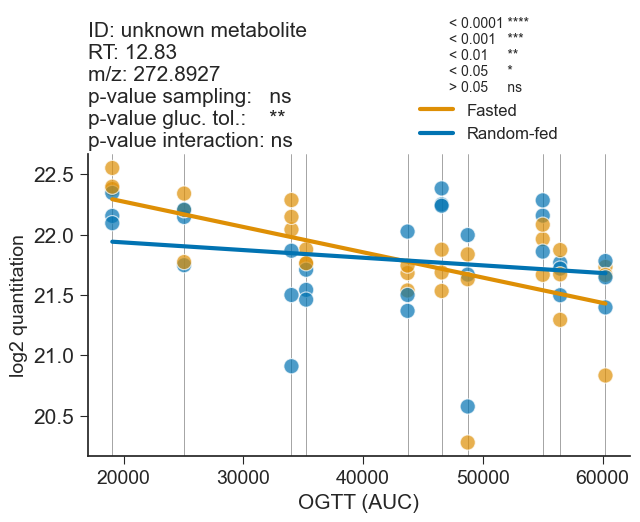 ID: unknown metabolite
RT: 12.83
m/z: 272.8927
p-value sampling: ns
p-value gluc. tol.: **
p-value interaction: ns
< 0.0001 ****
< 0.001 ***
< 0.01 **
< 0.05 *
> 0.05 ns
Fasted
Random-fed
22.5
22.0
21.5
21.0
20.5
log2 quantitation
20000 30000 40000 50000 60000
OGTT (AUC)